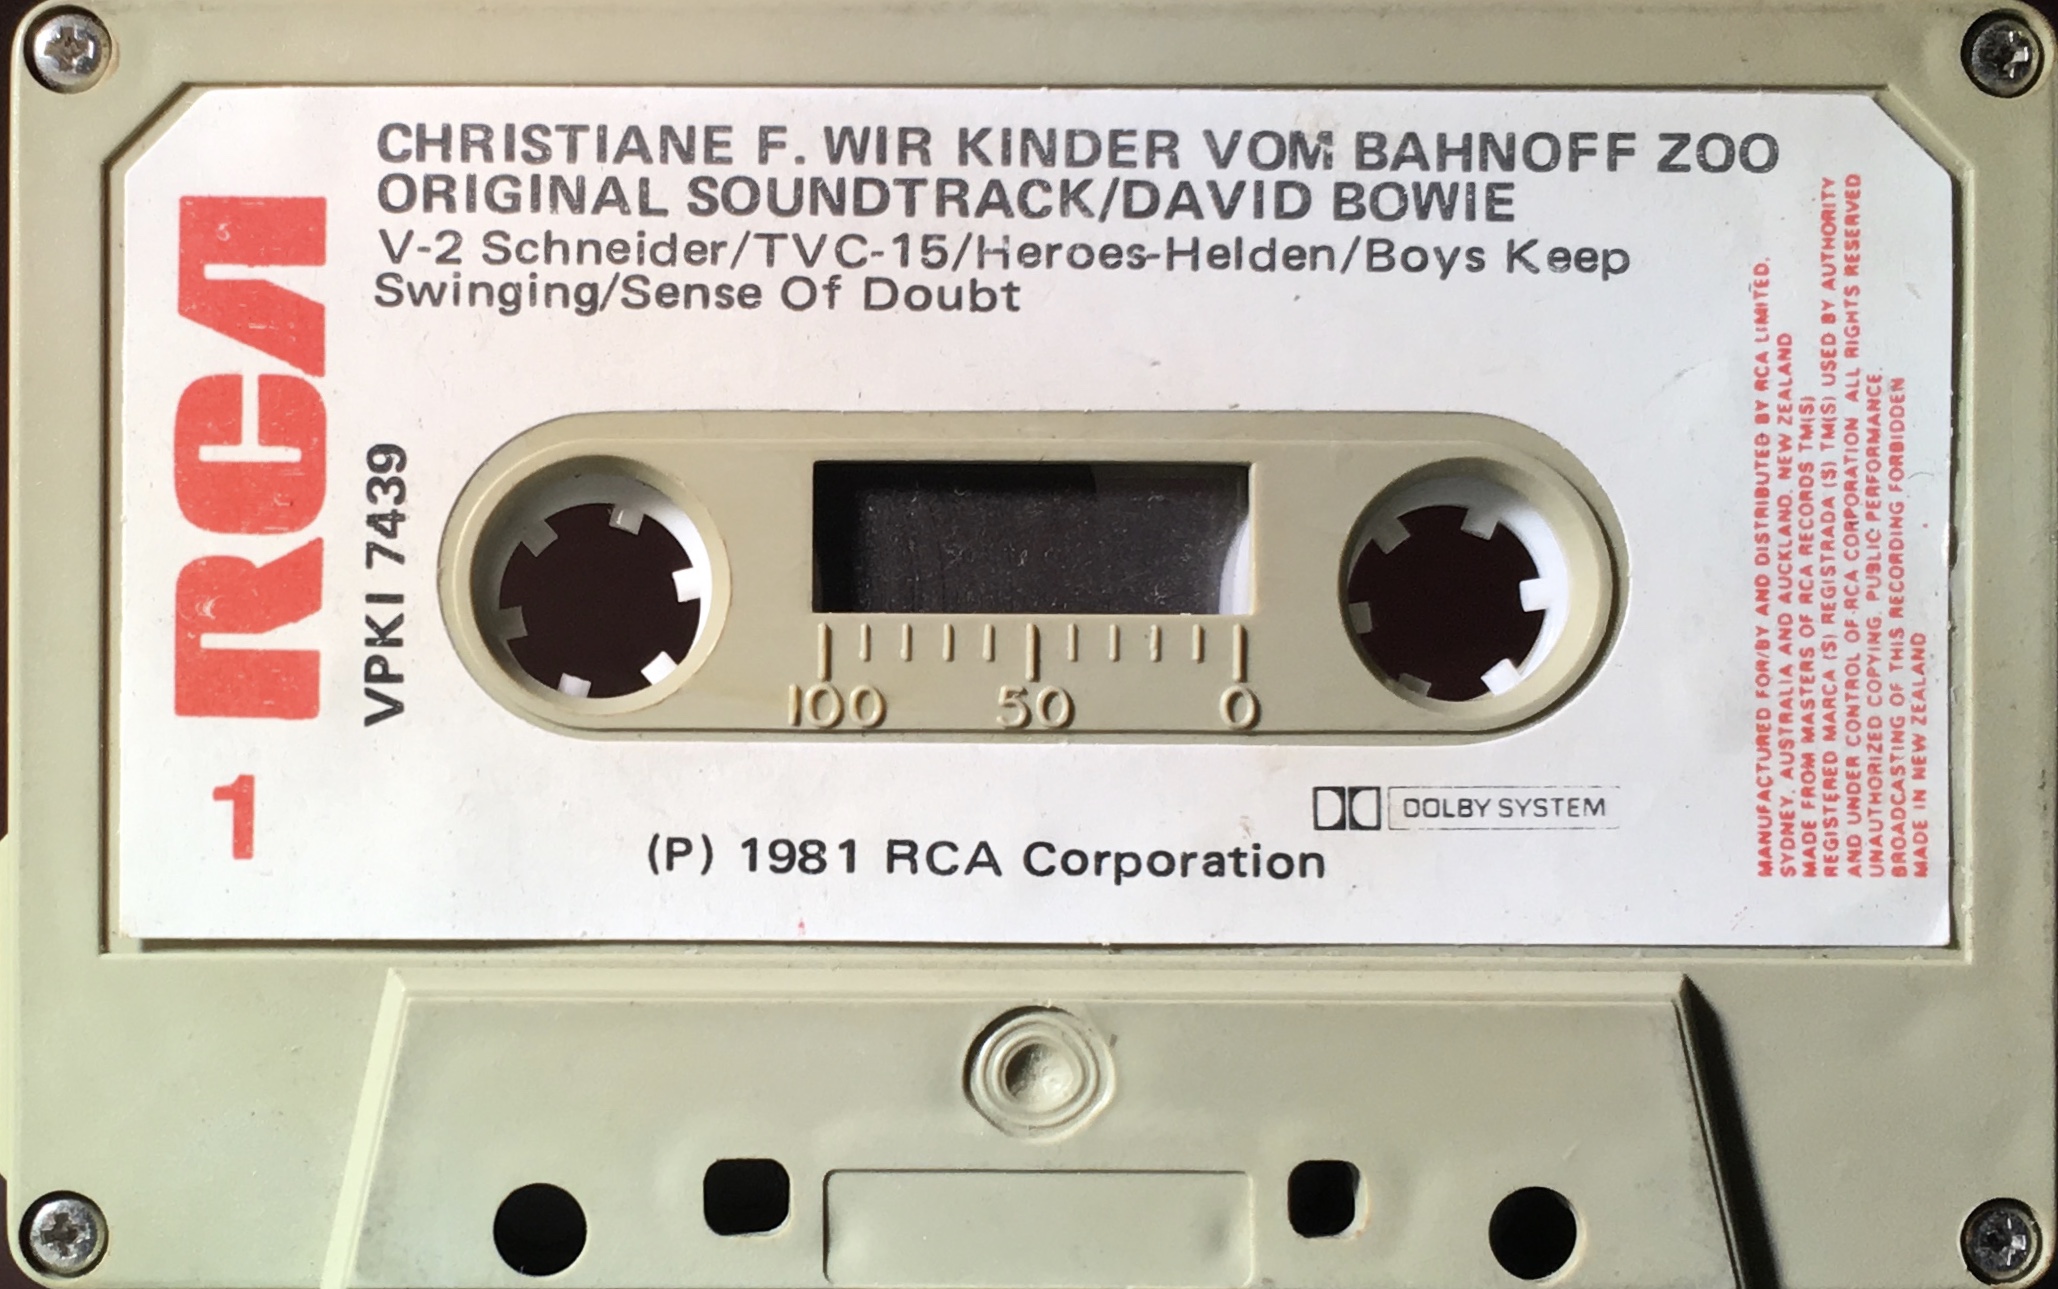 CHRISTIANE F. WIR KINDER VOM BAHNOFF ZOO
ORIGINAL SOUNDTRACK/DAVID BOWIE
V-2 Schneider/TVC-15/Heroes-Helden/Boys Keep
Swinging/Sense Of Doubt
RCA
VPKI 7439
1
100 50 0
DOLBY SYSTEM
(P) 1981 RCA Corporation
MANUFACTURED FOR/BY AND DISTRIBUTED BY RCA LIMITED,
SYDNEY, AUSTRALIA AND AUCKLAND, NEW ZEALAND
MADE FROM MASTERS OF RCA RECORDS TM(S)
REGISTERED MARCA (S) REGISTRADA (S) TM(S) USED BY AUTHORITY
AND UNDER CONTROL OF RCA CORPORATION ALL RIGHTS RESERVED
UNAUTHORIZED COPYING, PUBLIC PERFORMANCE,
BROADCASTING OF THIS RECORDING FORBIDDEN
MADE IN NEW ZEALAND